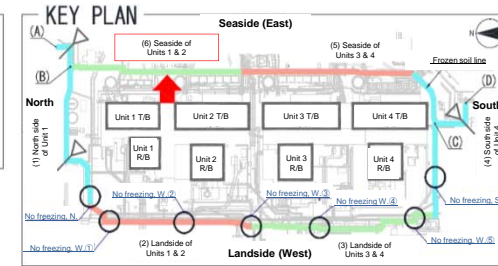 KEY PLAN
Seaside (East)
N
(A)
(6) Seaside of
Units 1 & 2
(5) Seaside of
Units 3 & 4
Frozen soil line
(B)
(D)
North
South
(1) North side
of Unit 1
Unit 1 T/B
Unit 2 T/B
Unit 3 T/B
Unit 4 T/B
(C)
(4) South side
of Unit 4
Unit 1
R/B
Unit 2
R/B
Unit 3
R/B
Unit 4
R/B
No freezing, W.②
No freezing, W.③
No freezing, W.④
No freezing, S
No freezing, N.
No freezing, W.①
No freezing, W.⑤
(2) Landside of
Units 1 & 2
Landside (West)
(3) Landside of
Units 3 & 4